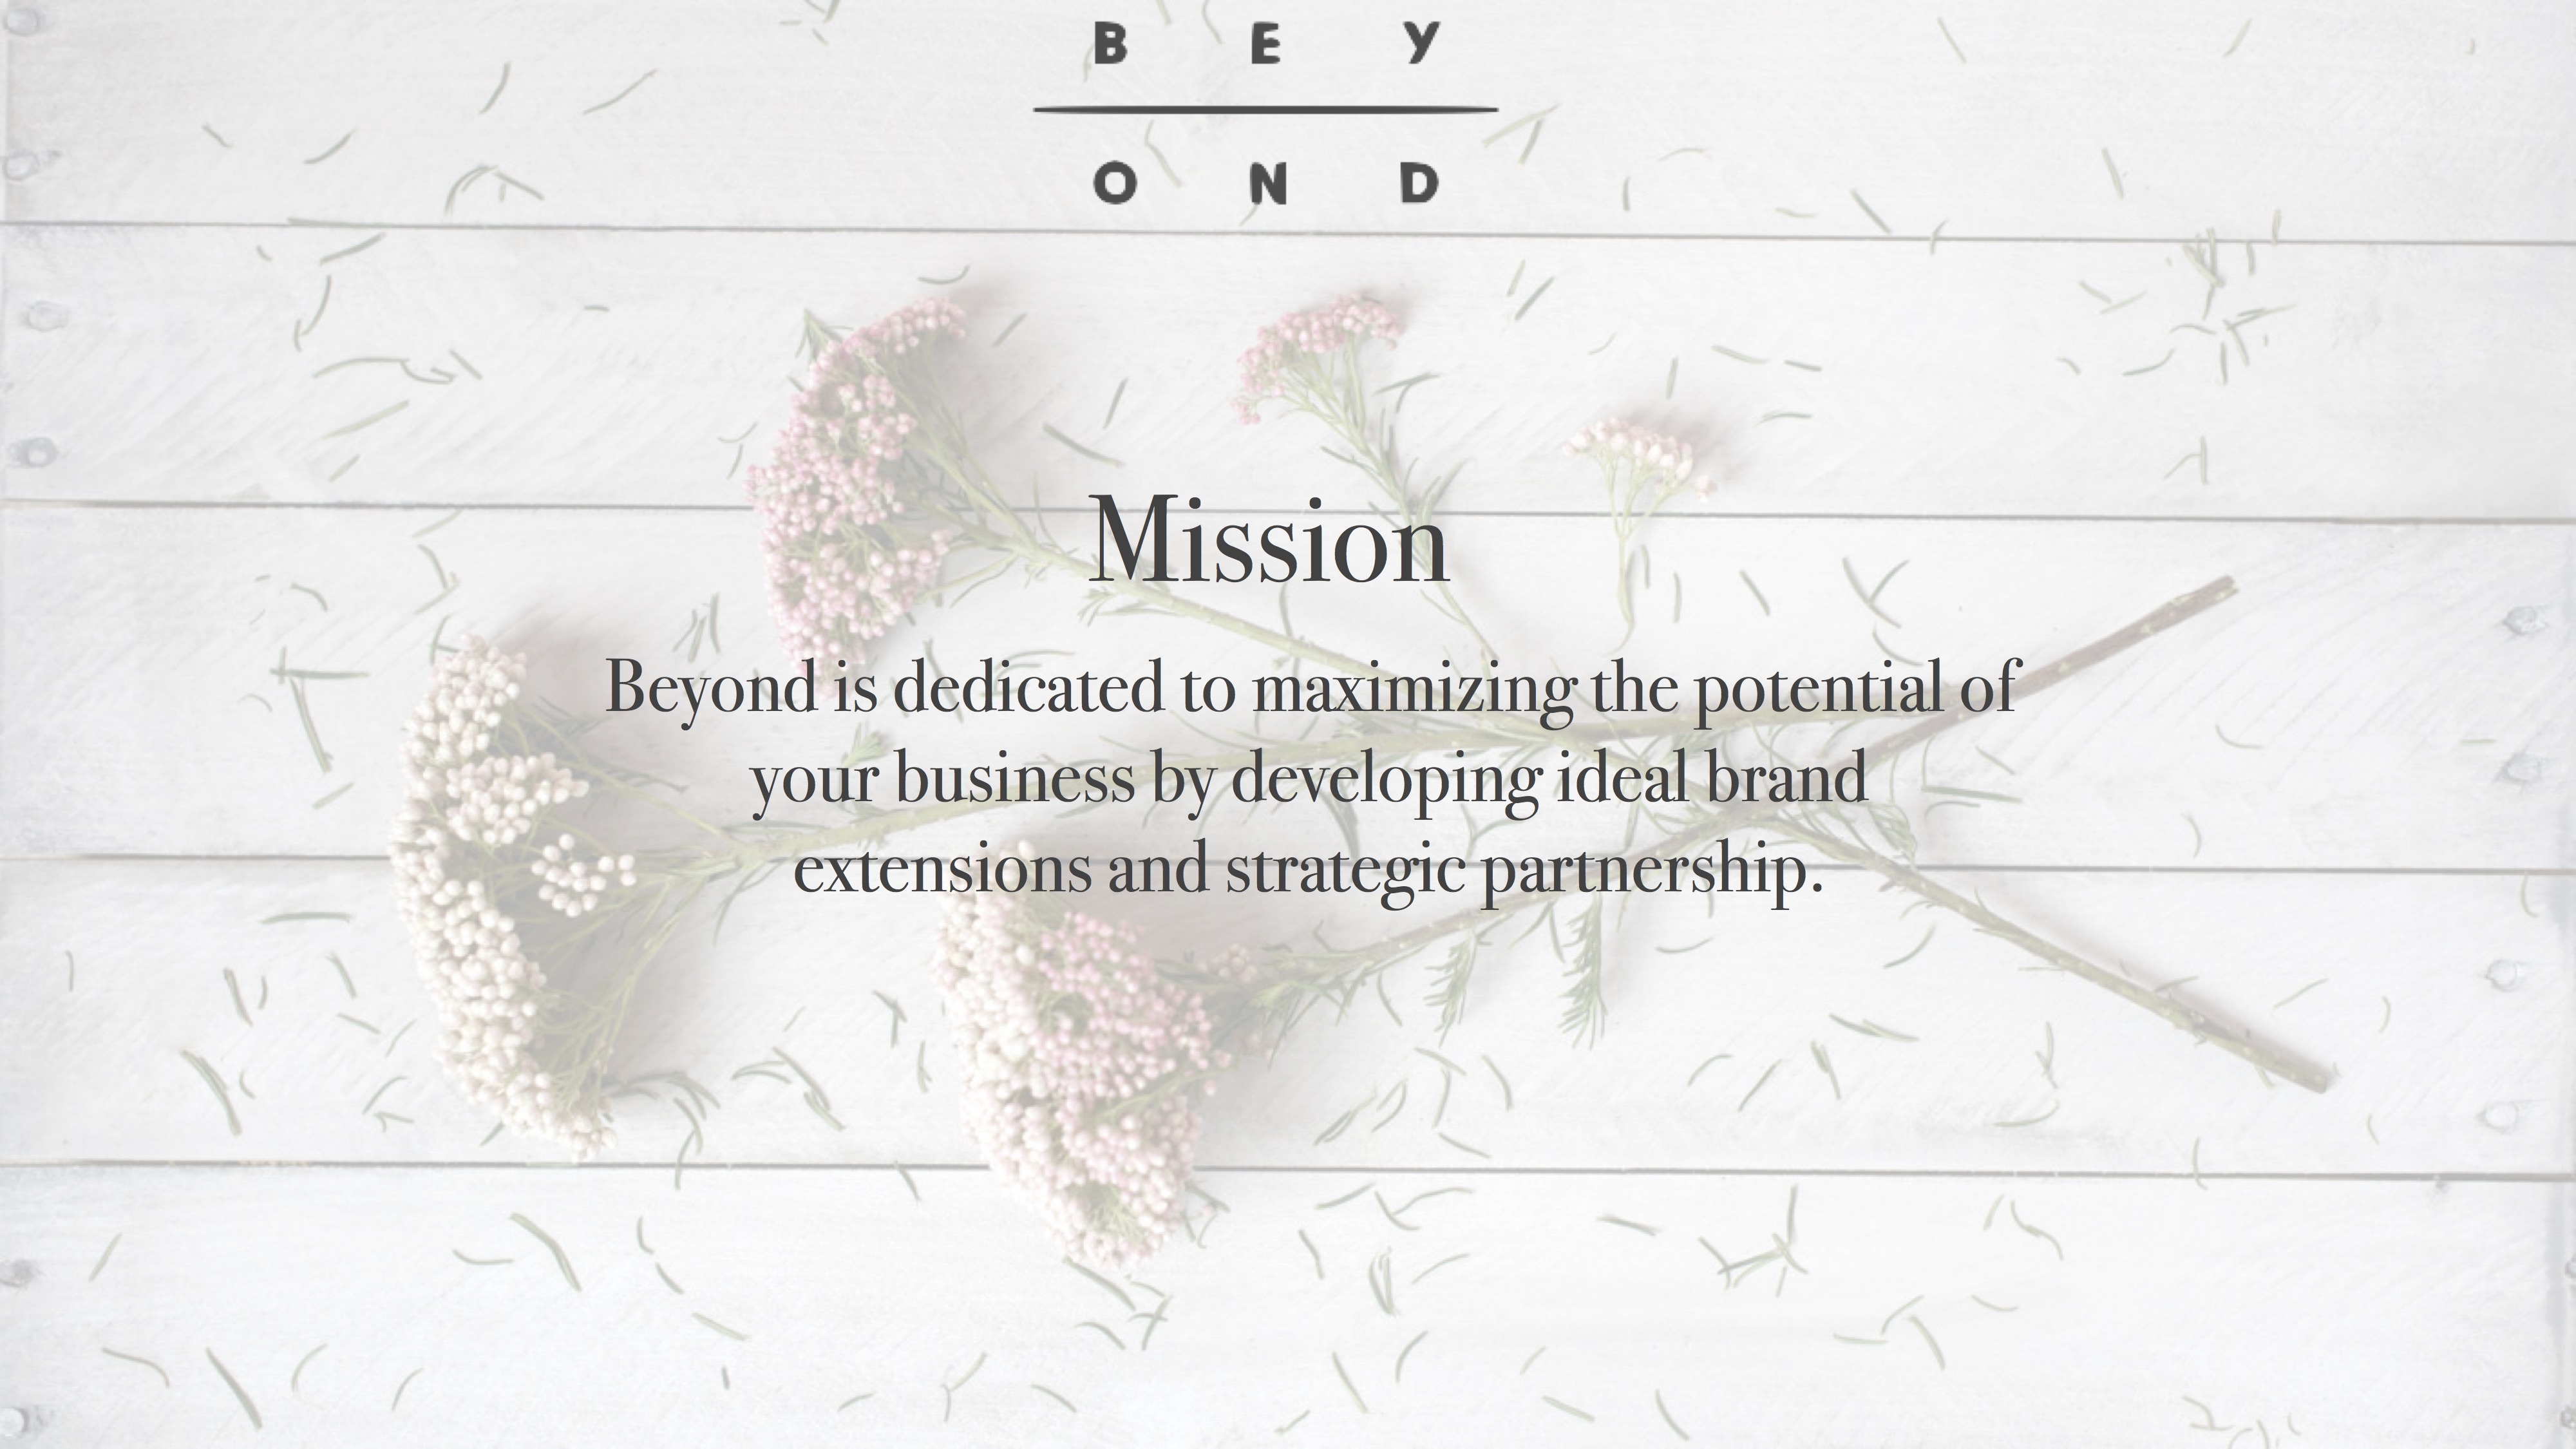 B E Y
O N D
Mission
Beyond is dedicated to maximizing the potential of
your business by developing ideal brand
extensions and strategic partnership.